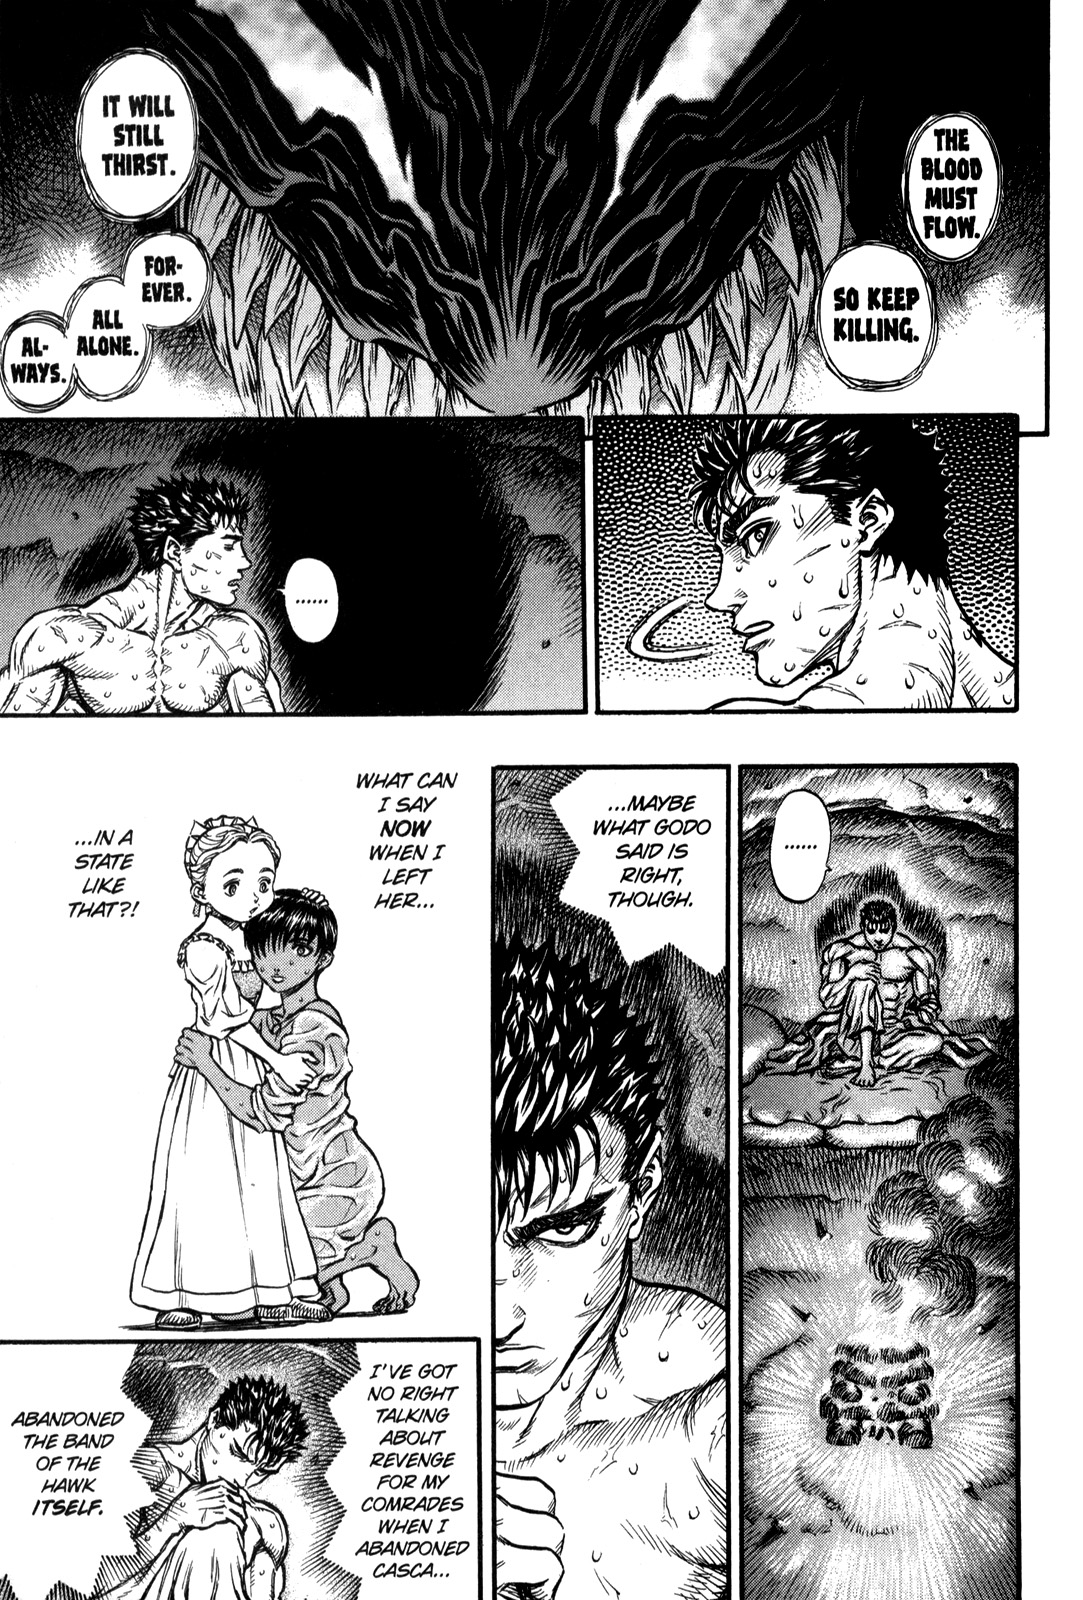 THE
BLOOD
MUST
FLOW.
SO KEEP
KILLING.
IT WILL
STILL
THIRST.
FOR-
EVER.
ALL
ALONE.
AL-
WAYS.
.......
.......
...MAYBE
WHAT GODO
SAID IS
RIGHT,
THOUGH.
WHAT CAN
I SAY
NOW
WHEN I
LEFT
HER...
...IN A
STATE
LIKE
THAT?!
I'VE GOT
NO RIGHT
TALKING
ABOUT
REVENGE
FOR MY
COMRADES
WHEN I
ABANDONED
CASCA...
ABANDONED
THE BAND
OF THE
HAWK
ITSELF.